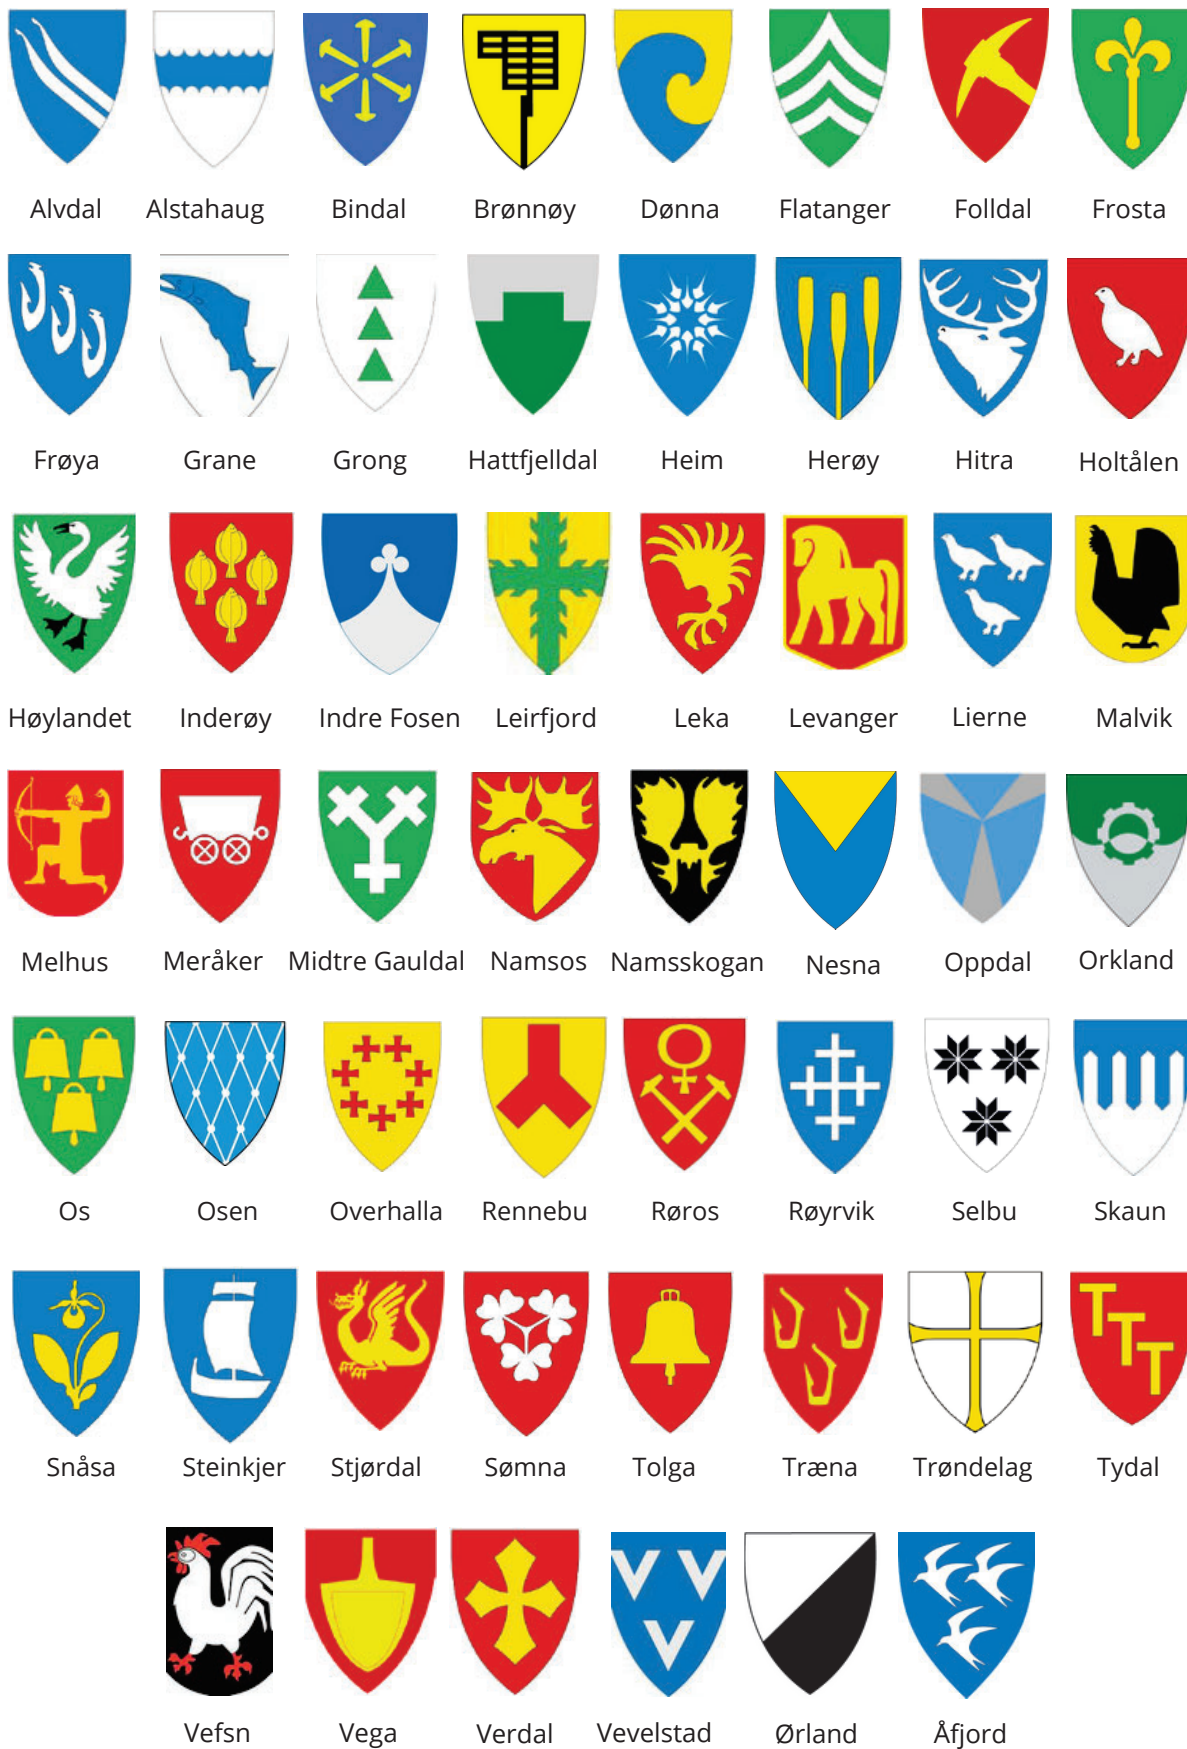 Alvdal Alstahaug Bindal Brønnøy Dønna Flatanger Folldal Frosta
Frøya Grane Grong Hattfjelldal Heim Herøy Hitra Holtålen
Høylandet Inderøy Indre Fosen Leirfjord Leka Levanger Lierne Malvik
Melhus Meråker Midtre Gauldal Namsos Namsskogan Nesna Oppdal Orkland
Os Osen Overhalla Rennebu Røros Røyrvik Selbu Skaun
T T T
Snåsa Steinkjer Stjørdal Sømna Tolga Træna Trøndelag Tydal
V V V
Vefsn Vega Verdal Vevelstad Ørland Åfjord